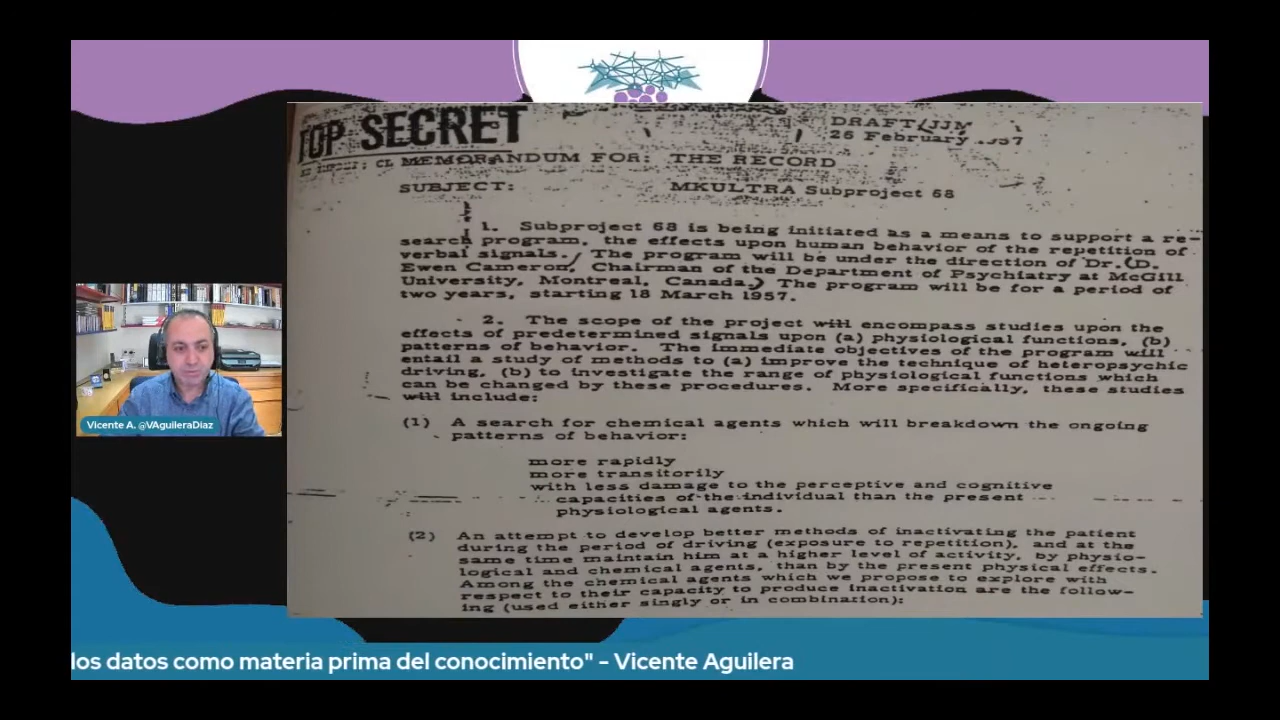 TOP SECRET
DRAFT/JJM
26 February 1957
MEMORANDUM FOR: THE RECORD
SUBJECT: MKULTRA Subproject 68
1. Subproject 68 is being initiated as a means to support a re-
search program, the effects upon human behavior of the repetition of
verbal signals. The program will be under the direction of Dr. (D.
Ewen Cameron, Chairman of the Department of Psychiatry at McGill
University, Montreal, Canada.) The program will be for a period of
two years, starting 18 March 1957.
2. The scope of the project will encompass studies upon the
effects of predetermined signals upon (a) physiological functions, (b)
patterns of behavior. The immediate objectives of the program will
entail a study of methods to (a) improve the technique of heteropsychic
driving, (b) to investigate the range of physiological functions which
can be changed by these procedures. More specifically, these studies
will include:
(1) A search for chemical agents which will breakdown the ongoing
patterns of behavior:
more rapidly
more transitorily
with less damage to the perceptive and cognitive
capacities of the individual than the present
physiological agents.
(2) An attempt to develop better methods of inactivating the patient
during the period of driving (exposure to repetition), and at the
same time maintain him at a higher level of activity, by physio-
logical and chemical agents, than by the present physical effects.
Among the chemical agents which we propose to explore with
respect to their capacity to produce inactivation are the follow-
ing (used either singly or in combination):
Vicente A. @VAguileraDiaz
los datos como materia prima del conocimiento" - Vicente Aguilera